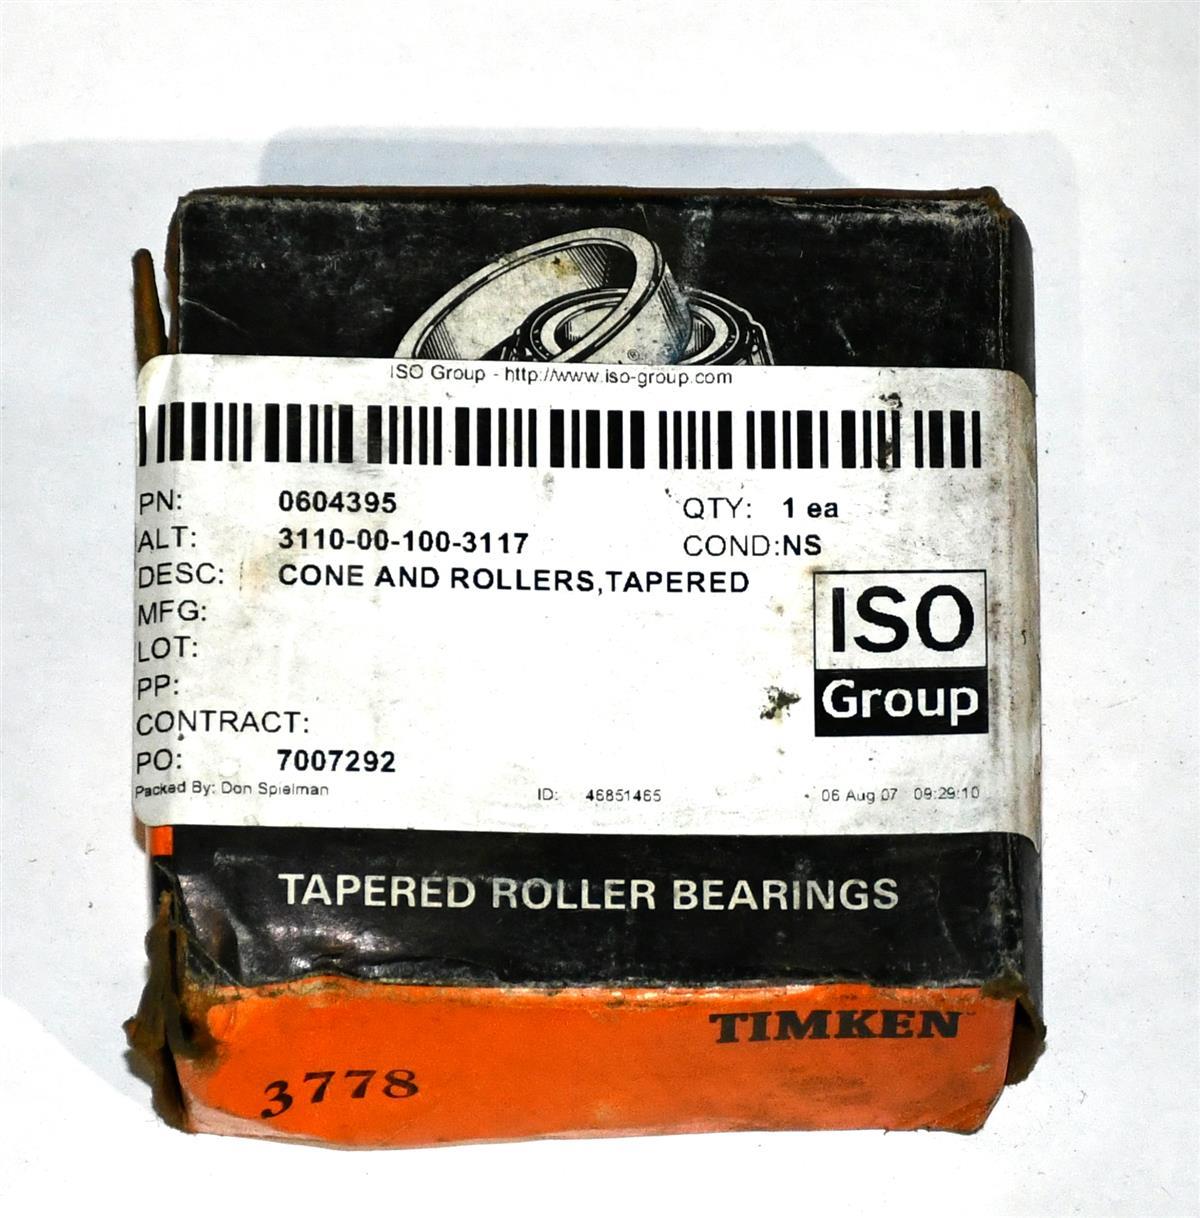 ISO Group - http://www.iso-group.com
PN: 0604395 QTY: 1 ea
ALT: 3110-00-100-3117 COND:NS
DESC: CONE AND ROLLERS,TAPERED
MFG:
LOT:
PP:
CONTRACT:
PO: 7007292
ISO
Group
Packed By: Don Spielman ID: 46851465 06 Aug 07 09:29:10
TAPERED ROLLER BEARINGS
TIMKEN
3778